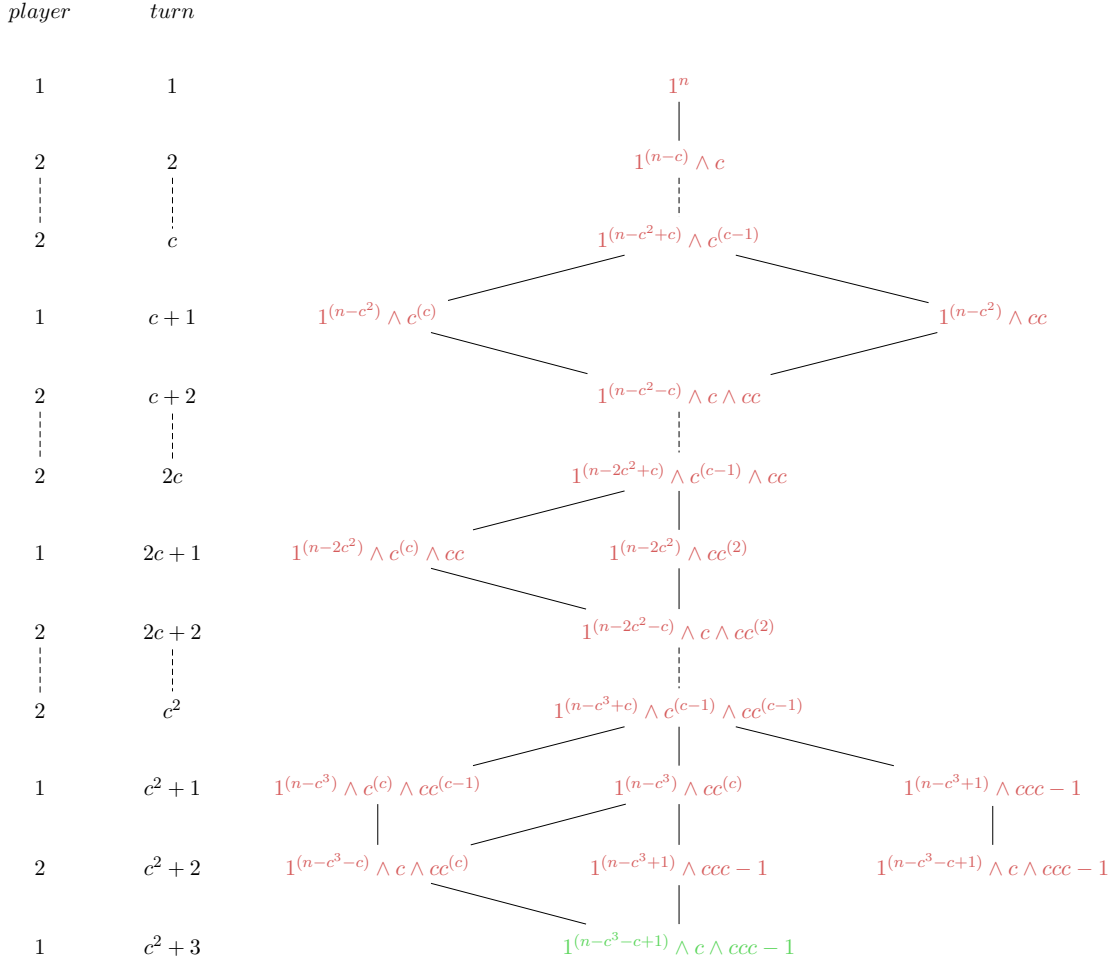 player turn
1 1 1^n
2 2 1^{(n-c)} ∧ c
2 c 1^{(n-c^2+c)} ∧ c^{(c-1)}
1 c + 1 1^{(n-c^2)} ∧ c^{(c)} 1^{(n-c^2)} ∧ cc
2 c + 2 1^{(n-c^2-c)} ∧ c ∧ cc
2 2c 1^{(n-2c^2+c)} ∧ c^{(c-1)} ∧ cc
1 2c + 1 1^{(n-2c^2)} ∧ c^{(c)} ∧ cc 1^{(n-2c^2)} ∧ cc^{(2)}
2 2c + 2 1^{(n-2c^2-c)} ∧ c ∧ cc^{(2)}
2 c^2 1^{(n-c^3+c)} ∧ c^{(c-1)} ∧ cc^{(c-1)}
1 c^2 + 1 1^{(n-c^3)} ∧ c^{(c)} ∧ cc^{(c-1)} 1^{(n-c^3)} ∧ cc^{(c)} 1^{(n-c^3+1)} ∧ ccc − 1
2 c^2 + 2 1^{(n-c^3-c)} ∧ c ∧ cc^{(c)} 1^{(n-c^3+1)} ∧ ccc − 1 1^{(n-c^3-c+1)} ∧ c ∧ ccc − 1
1 c^2 + 3 1^{(n-c^3-c+1)} ∧ c ∧ ccc − 1